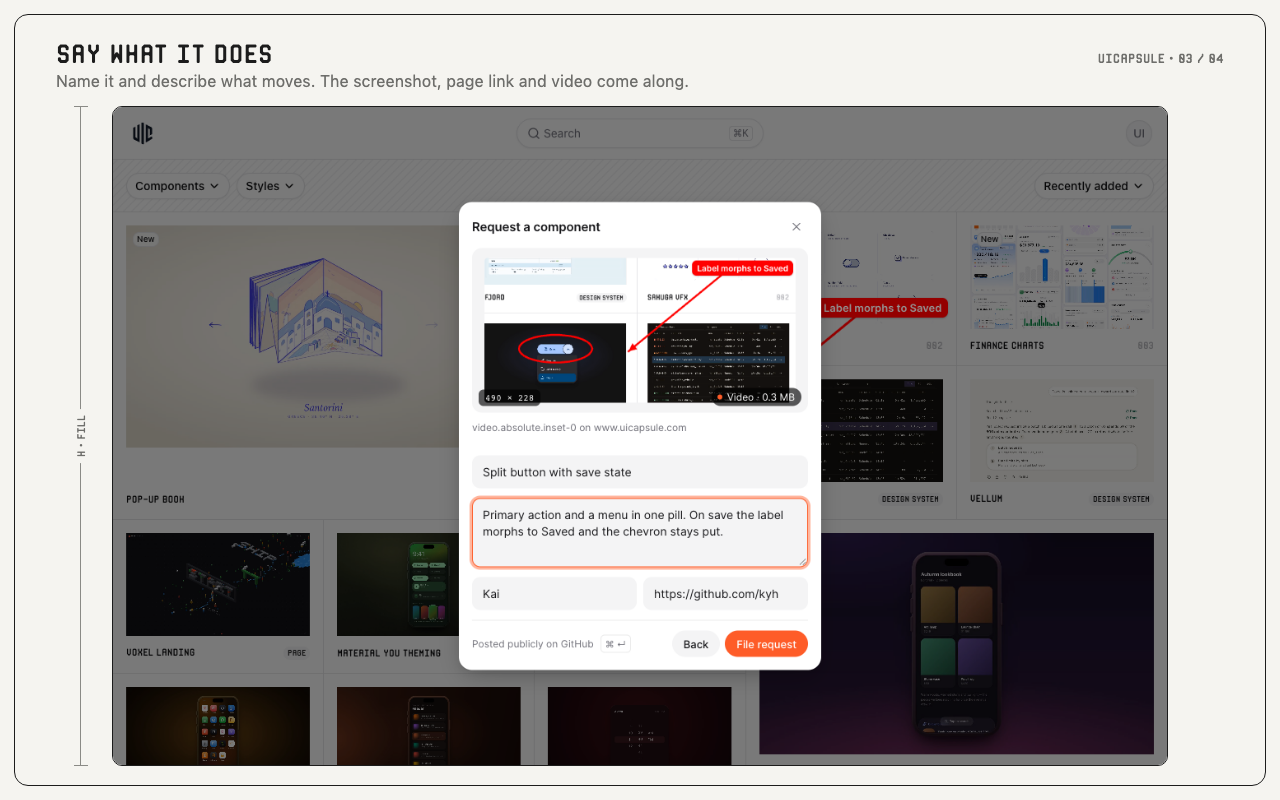 SAY WHAT IT DOES
UICAPSULE • 03 / 04
Name it and describe what moves. The screenshot, page link and video come along.
H • FILL
UIC
Search
⌘K
UI
Components
Styles
Recently added
New
Santorini
POP-UP BOOK
Request a component
Label morphs to Saved
FJORD
DESIGN SYSTEM
SAHUGA VFX
002
490 × 228
Video · 0.3 MB
video.absolute.inset-0 on www.uicapsule.com
Split button with save state
Primary action and a menu in one pill. On save the label
morphs to Saved and the chevron stays put.
Kai
https://github.com/kyh
Posted publicly on GitHub
⌘ ↵
Back
File request
Label morphs to Saved
002
New
FINANCE CHARTS
003
DESIGN SYSTEM
VELLUM
DESIGN SYSTEM
VOXEL LANDING
PAGE
MATERIAL YOU THEMING